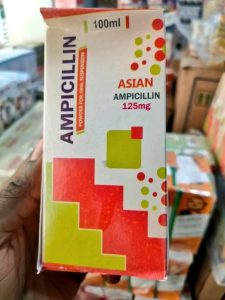 100ml
AMPICILLIN
POWDER FOR ORAL SUSPENSION
ASIAN
AMPICILLIN
125mg